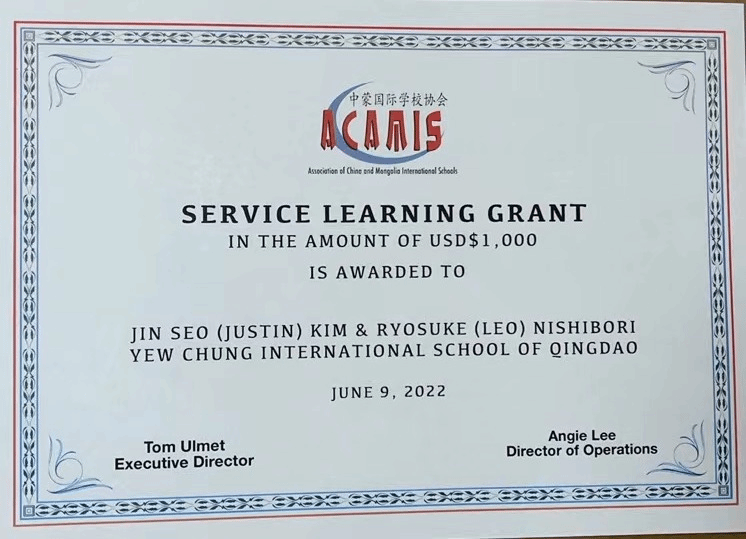 中蒙国际学校协会
ACAMIS
Association of China and Mongolia International Schools
SERVICE LEARNING GRANT
IN THE AMOUNT OF USD$1,000
IS AWARDED TO
JIN SEO (JUSTIN) KIM & RYOSUKE (LEO) NISHIBORI
YEW CHUNG INTERNATIONAL SCHOOL OF QINGDAO
JUNE 9, 2022
Tom Ulmet
Executive Director
Angie Lee
Director of Operations